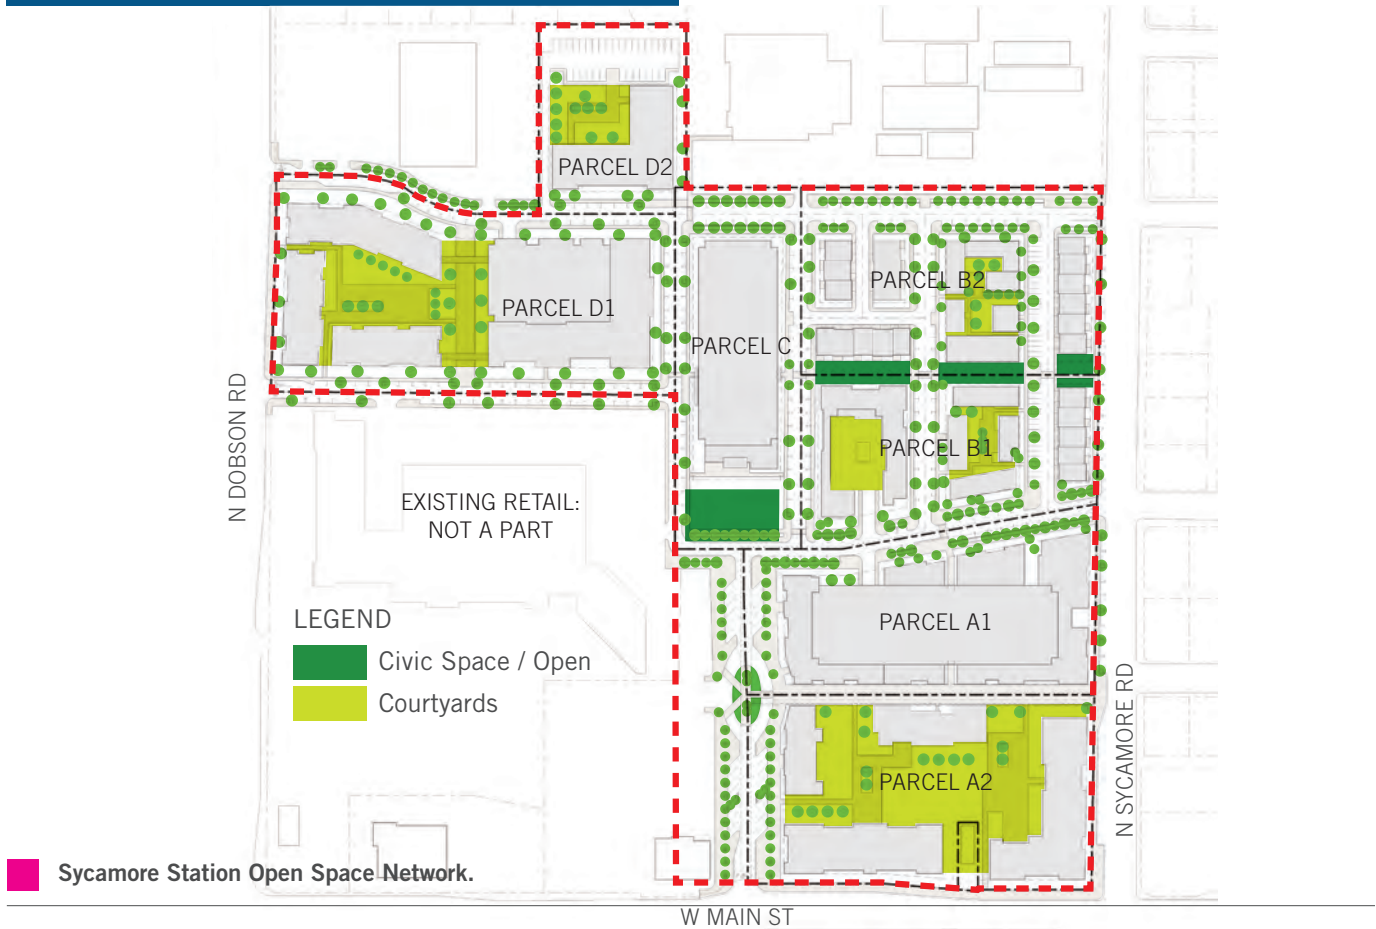 PARCEL D2
PARCEL D1
PARCEL B2
PARCEL C
N DOBSON RD
PARCEL B1
EXISTING RETAIL:
NOT A PART
LEGEND
Civic Space / Open
Courtyards
PARCEL A1
N SYCAMORE RD
PARCEL A2
Sycamore Station Open Space Network.
W MAIN ST